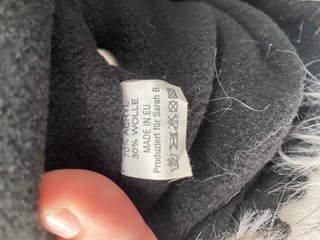 70% ACRYL
30% WOLLE
MADE IN EU
Produziert für Sarah B.